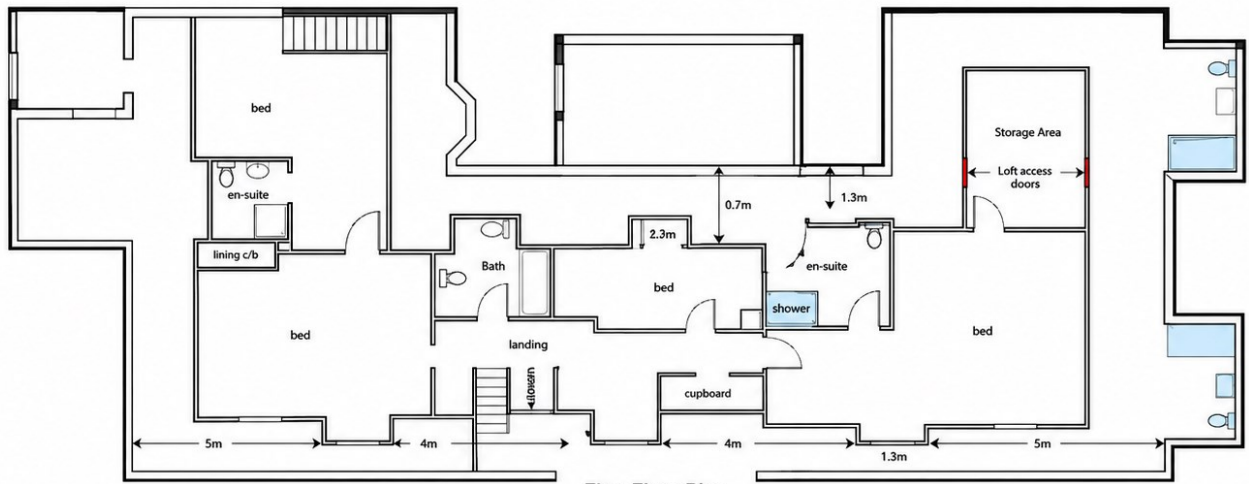 bed
Storage Area
Loft access
doors
en-suite
0.7m
1.3m
2.3m
lining c/b
Bath
en-suite
bed
shower
bed
landing
bed
cupboard
5m
4m
4m
5m
1.3m